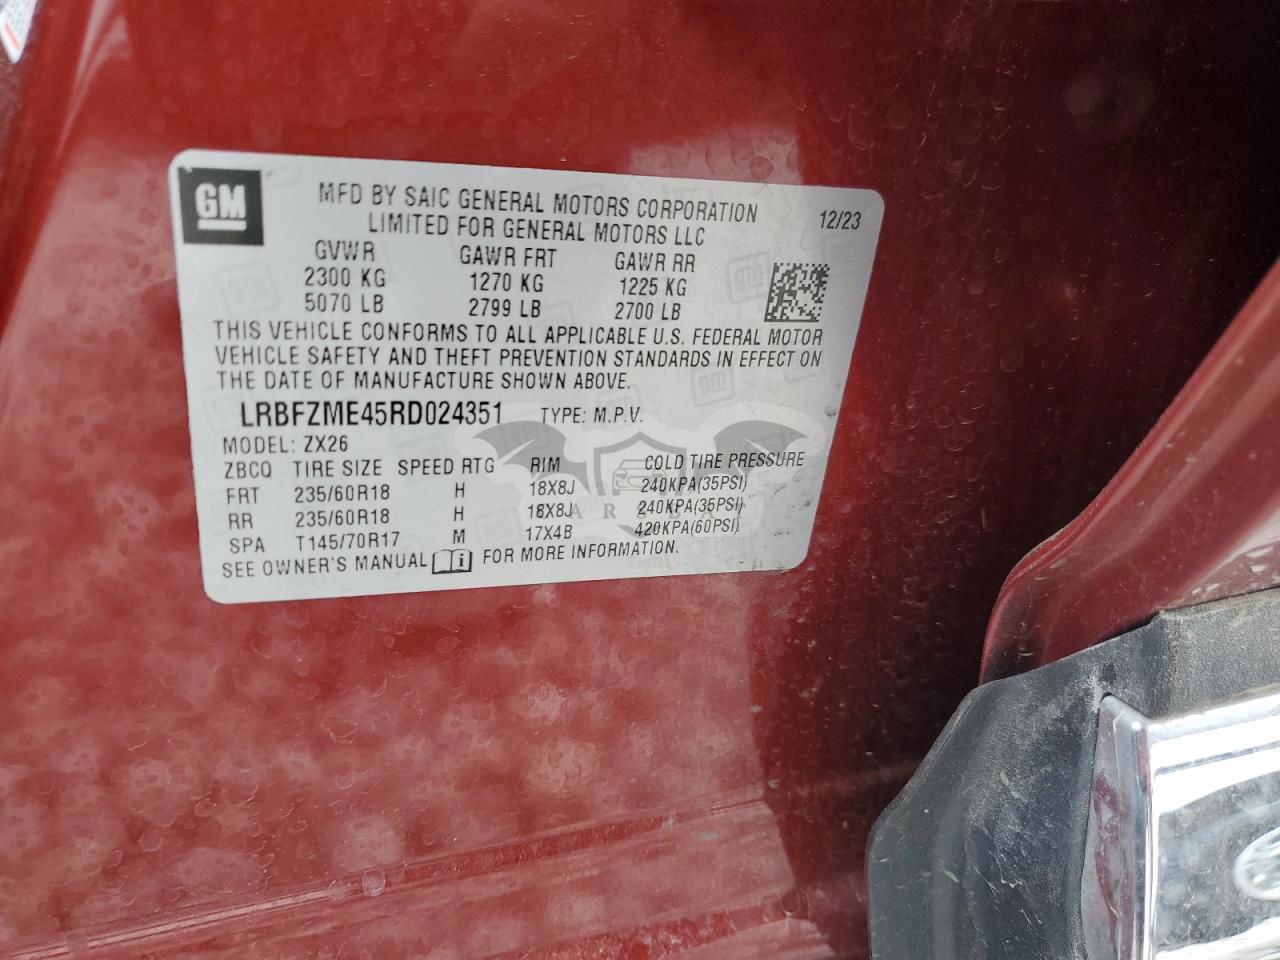 GM
MFD BY SAIC GENERAL MOTORS CORPORATION
LIMITED FOR GENERAL MOTORS LLC
12/23
GVWR GAWR FRT GAWR RR
2300 KG 1270 KG 1225 KG
5070 LB 2799 LB 2700 LB
THIS VEHICLE CONFORMS TO ALL APPLICABLE U.S. FEDERAL MOTOR
VEHICLE SAFETY AND THEFT PREVENTION STANDARDS IN EFFECT ON
THE DATE OF MANUFACTURE SHOWN ABOVE.
LRBFZME45RD024351 TYPE: M.P.V.
MODEL: ZX26
ZBCQ TIRE SIZE SPEED RTG RIM COLD TIRE PRESSURE
FRT 235/60R18 H 18X8J 240KPA(35PSI)
RR 235/60R18 H 18X8J 240KPA(35PSI)
SPA T145/70R17 M 17X4B 420KPA(60PSI)
SEE OWNER'S MANUAL i FOR MORE INFORMATION.